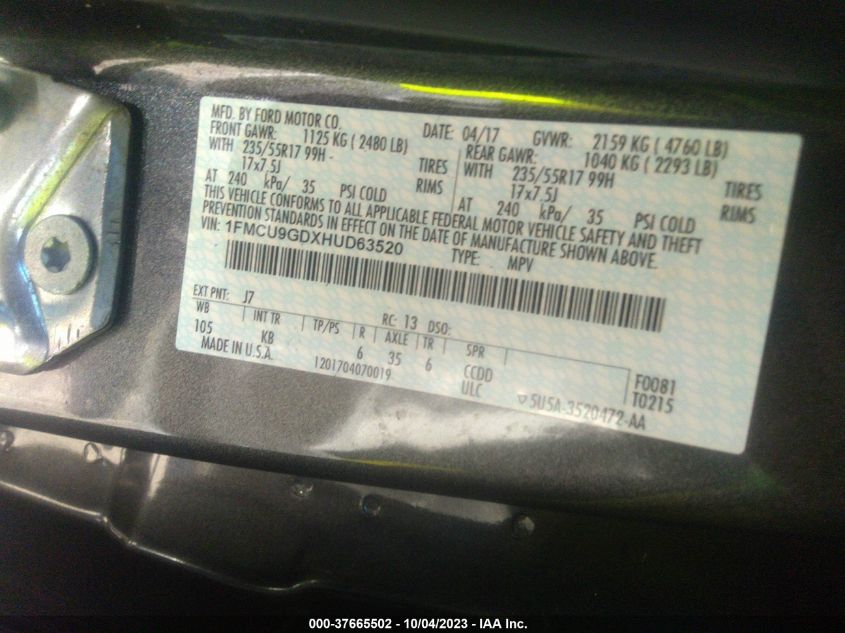 MFD. BY FORD MOTOR CO. DATE: 04/17 GVWR: 2159 KG ( 4760 LB)
FRONT GAWR: 1125 KG ( 2480 LB) REAR GAWR: 1040 KG ( 2293 LB)
WITH 235/55R17 99H - TIRES WITH 235/55R17 99H TIRES
17x7.5J RIMS 17x7.5J RIMS
AT 240 kPa/ 35 PSI COLD AT 240 kPa/ 35 PSI COLD
THIS VEHICLE CONFORMS TO ALL APPLICABLE FEDERAL MOTOR VEHICLE SAFETY AND THEFT
PREVENTION STANDARDS IN EFFECT ON THE DATE OF MANUFACTURE SHOWN ABOVE.
VIN: 1FMCU9GDXHUD63520
TYPE: MPV
EXT PNT: J7 RC: 13 DSO:
WB INT TR TP/PS R AXLE TR SPR
105 KB 6 35 6 CCDD F0081
MADE IN U.S.A. 1201704070019 ULC T0215
▽ 5U5A-3520472-AA
000-37665502 - 10/04/2023 - IAA Inc.